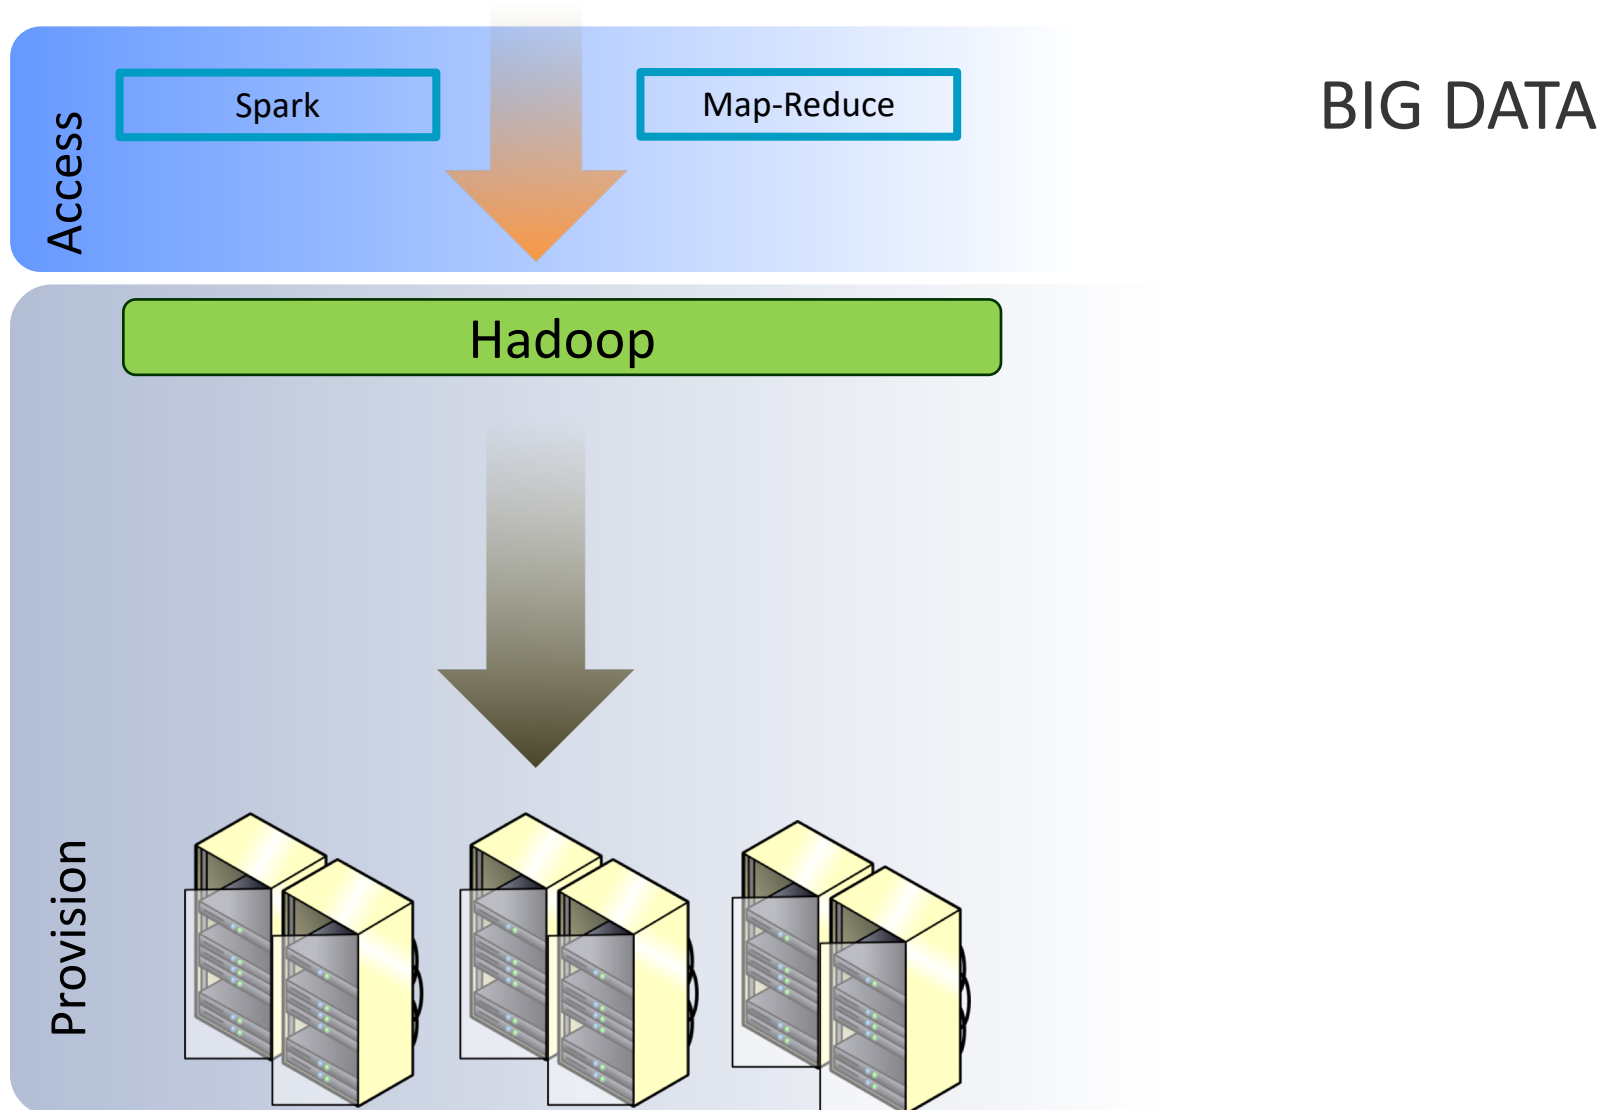 BIG DATA
Access
Spark
Map-Reduce
Hadoop
Provision